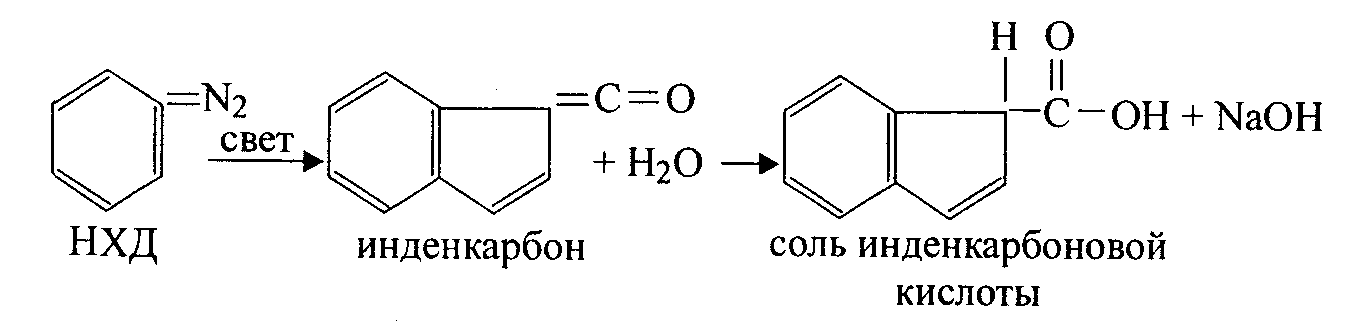 H O
=N2
=C=O
C-OH + NaOH
свет
+ H2O
НХД
инденкарбон
соль инденкарбоновой
кислоты